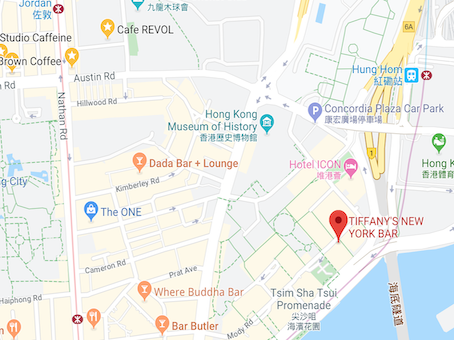 Jordan
佐敦
九龍木球會
Cafe REVOL
Studio Caffeine
Brown Coffee
Austin Rd
Hillwood Rd
Nathan Rd
Hung Hom
紅磡站
Concordia Plaza Car Park
康宏廣場停車場
1
Hong Kong
Museum of History
香港歷史博物館
Hong K
香港體育
Dada Bar + Lounge
Kimberley Rd
Hotel ICON
唯港薈
ng City
The ONE
TIFFANY'S NEW
YORK BAR
Cameron Rd
Prat Ave
Where Buddha Bar
Haiphong Rd
Tsim Sha Tsui
Promenade
尖沙咀
海濱花園
海底隧道
Bar Butler
Mody Rd